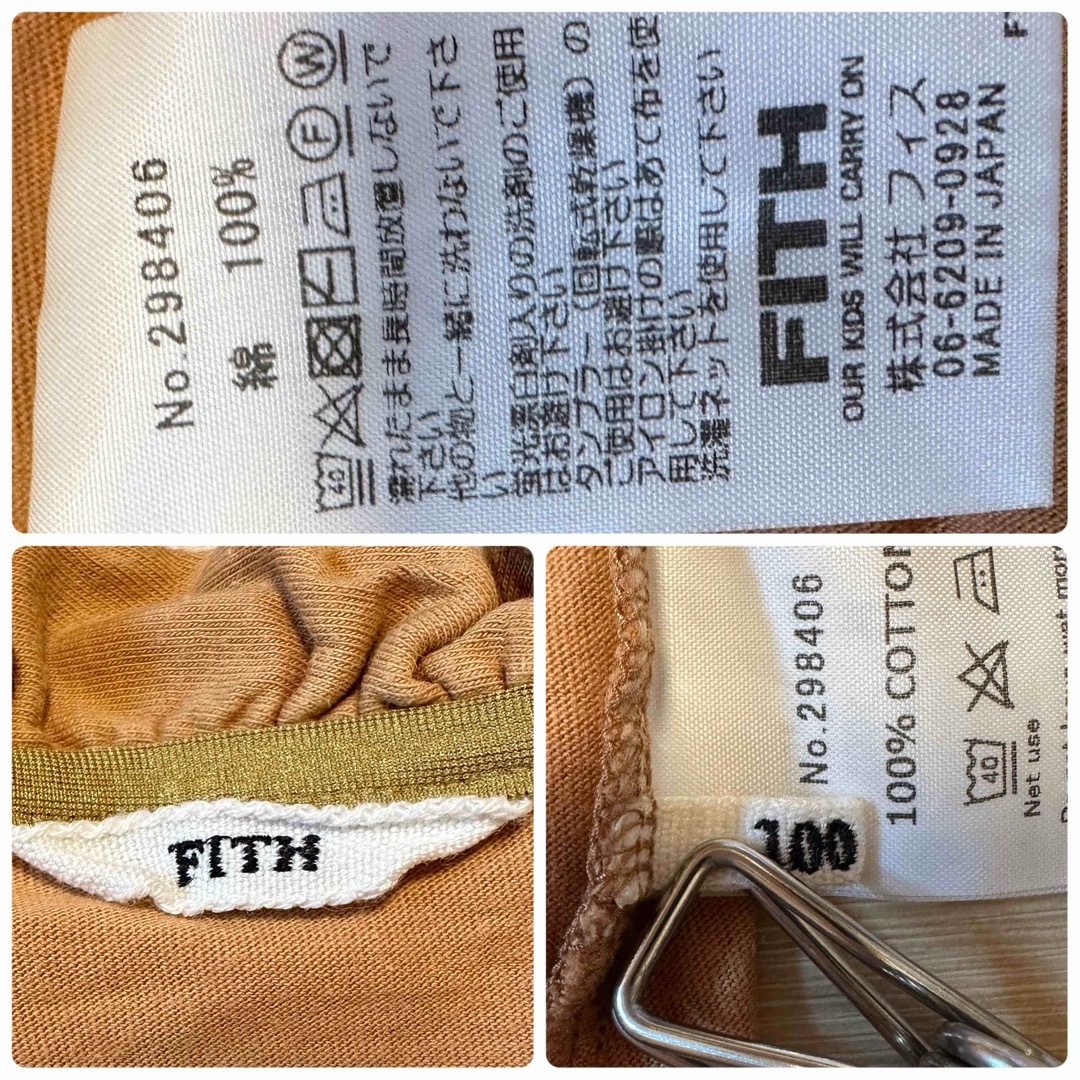 No.298406
綿 100%
40 F W
濡れたまま長時間放置しないで
下さい
他の物と一緒に洗わないで下さ
い
蛍光漂白剤入りの洗剤のご使用
はお避け下さい
タンブラー（回転式乾燥機）の
ご使用はお避け下さい
アイロン掛けの際はあて布を使
用して下さい
洗濯ネットを使用して下さい
FITH
OUR KIDS WILL CARRY ON
株式会社フィス
06-6209-0928
MADE IN JAPAN
FITH
No.298406
100% COTTON
40
Net use
100